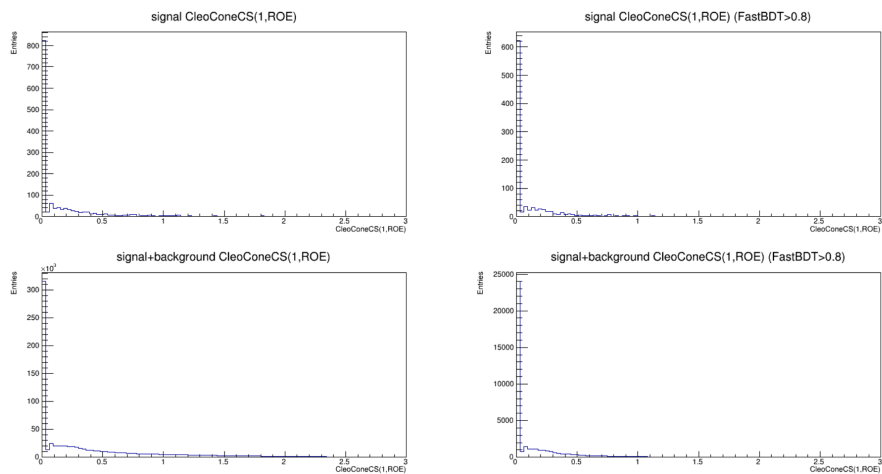 signal CleoConeCS(1,ROE)
Entries
800
700
600
500
400
300
200
100
0
0 0.5 1 1.5 2 2.5 3
CleoConeCS(1,ROE)
signal CleoConeCS(1,ROE) (FastBDT>0.8)
Entries
600
500
400
300
200
100
0
0 0.5 1 1.5 2 2.5 3
CleoConeCS(1,ROE)
signal+background CleoConeCS(1,ROE)
×10³
Entries
300
250
200
150
100
50
0
0 0.5 1 1.5 2 2.5 3
CleoConeCS(1,ROE)
signal+background CleoConeCS(1,ROE) (FastBDT>0.8)
Entries
25000
20000
15000
10000
5000
0
0 0.5 1 1.5 2 2.5 3
CleoConeCS(1,ROE)